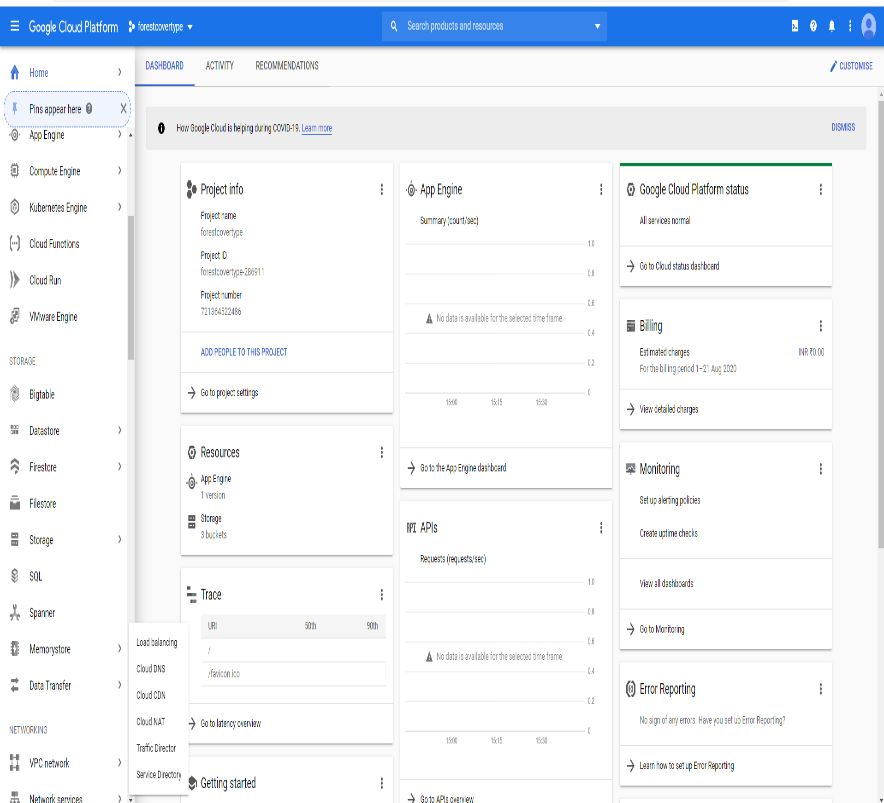 Google Cloud Platform
forestcovertype
Search products and resources
Home
DASHBOARD
ACTIVITY
RECOMMENDATIONS
CUSTOMISE
Pins appear here
App Engine
Compute Engine
Kubernetes Engine
Cloud Functions
Cloud Run
VMware Engine
STORAGE
Bigtable
Datastore
Firestore
Filestore
Storage
SQL
Spanner
Memorystore
Data Transfer
NETWORKING
VPC network
Network services
Load balancing
Cloud DNS
Cloud CDN
Cloud NAT
Traffic Director
Service Directory
How Google Cloud is helping during COVID-19. Learn more
DISMISS
Project info
Project name
forestcovertype
Project ID
forestcovertype-286911
Project number
721364522486
ADD PEOPLE TO THIS PROJECT
Go to project settings
Resources
App Engine
1 version
Storage
3 buckets
Trace
URI 50th 90th
/
/favicon.ico
Go to latency overview
Getting started
App Engine
Summary (count/sec)
1.0
0.8
0.6
No data is available for the selected time frame.
0.4
0.2
0
15:00 15:15 15:30
Go to the App Engine dashboard
API APIs
Requests (requests/sec)
1.0
0.8
0.6
No data is available for the selected time frame.
0.4
0.2
0
15:00 15:15 15:30
Go to APIs overview
Google Cloud Platform status
All services normal
Go to Cloud status dashboard
Billing
Estimated charges INR ₹0.00
For the billing period 1–21 Aug 2020
View detailed charges
Monitoring
Set up alerting policies
Create uptime checks
View all dashboards
Go to Monitoring
Error Reporting
No sign of any errors. Have you set up Error Reporting?
Learn how to set up Error Reporting